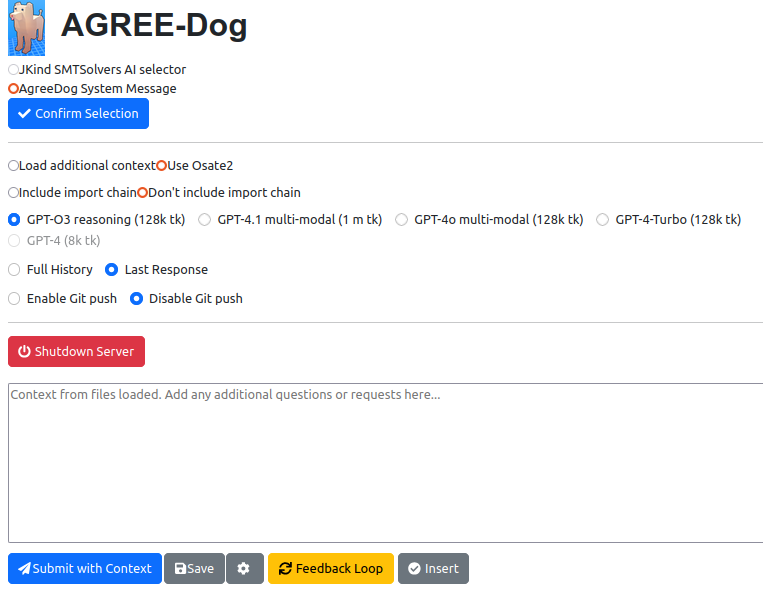 AGREE-Dog
JKind SMTSolvers AI selector
AgreeDog System Message
Confirm Selection
Load additional context Use Osate2
Include import chain Don't include import chain
GPT-O3 reasoning (128k tk) GPT-4.1 multi-modal (1 m tk) GPT-4o multi-modal (128k tk) GPT-4-Turbo (128k tk)
GPT-4 (8k tk)
Full History Last Response
Enable Git push Disable Git push
Shutdown Server
Context from files loaded. Add any additional questions or requests here...
Submit with Context Save Feedback Loop Insert